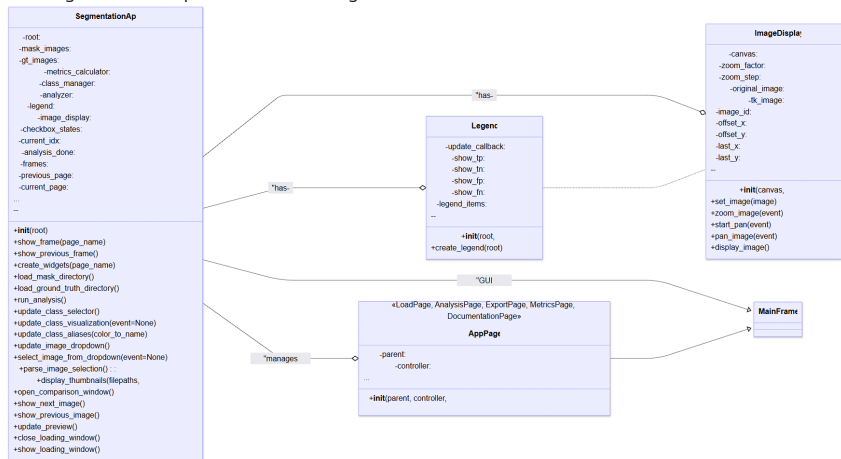 SegmentationAp
-root:
-mask_images:
-gt_images:
-metrics_calculator:
-class_manager:
-analyzer:
-legend:
-image_display:
-checkbox_states:
-current_idx:
-analysis_done:
-frames:
-previous_page:
-current_page:
...
--
+init(root)
+show_frame(page_name)
+show_previous_frame()
+create_widgets(page_name)
+load_mask_directory()
+load_ground_truth_directory()
+run_analysis()
+update_class_selector()
+update_class_visualization(event=None)
+update_class_aliases(color_to_name)
+update_image_dropdown()
+select_image_from_dropdown(event=None)
+parse_image_selection() : :
+display_thumbnails(filepaths,
+open_comparison_window()
+show_next_image()
+show_previous_image()
+update_preview()
+close_loading_window()
+show_loading_window()
"has-
"has-
"GUI
"manages
Legend
-update_callback:
-show_tp:
-show_tn:
-show_fp:
-show_fn:
-legend_items:
--
+init(root,
+create_legend(root)
«LoadPage, AnalysisPage, ExportPage, MetricsPage,
DocumentationPage»
AppPage
-parent:
-controller:
...
+init(parent, controller,
ImageDisplay
-canvas:
-zoom_factor:
-zoom_step:
-original_image:
-tk_image:
-image_id:
-offset_x:
-offset_y:
-last_x:
-last_y:
--
+init(canvas,
+set_image(image)
+zoom_image(event)
+start_pan(event)
+pan_image(event)
+display_image()
MainFrame